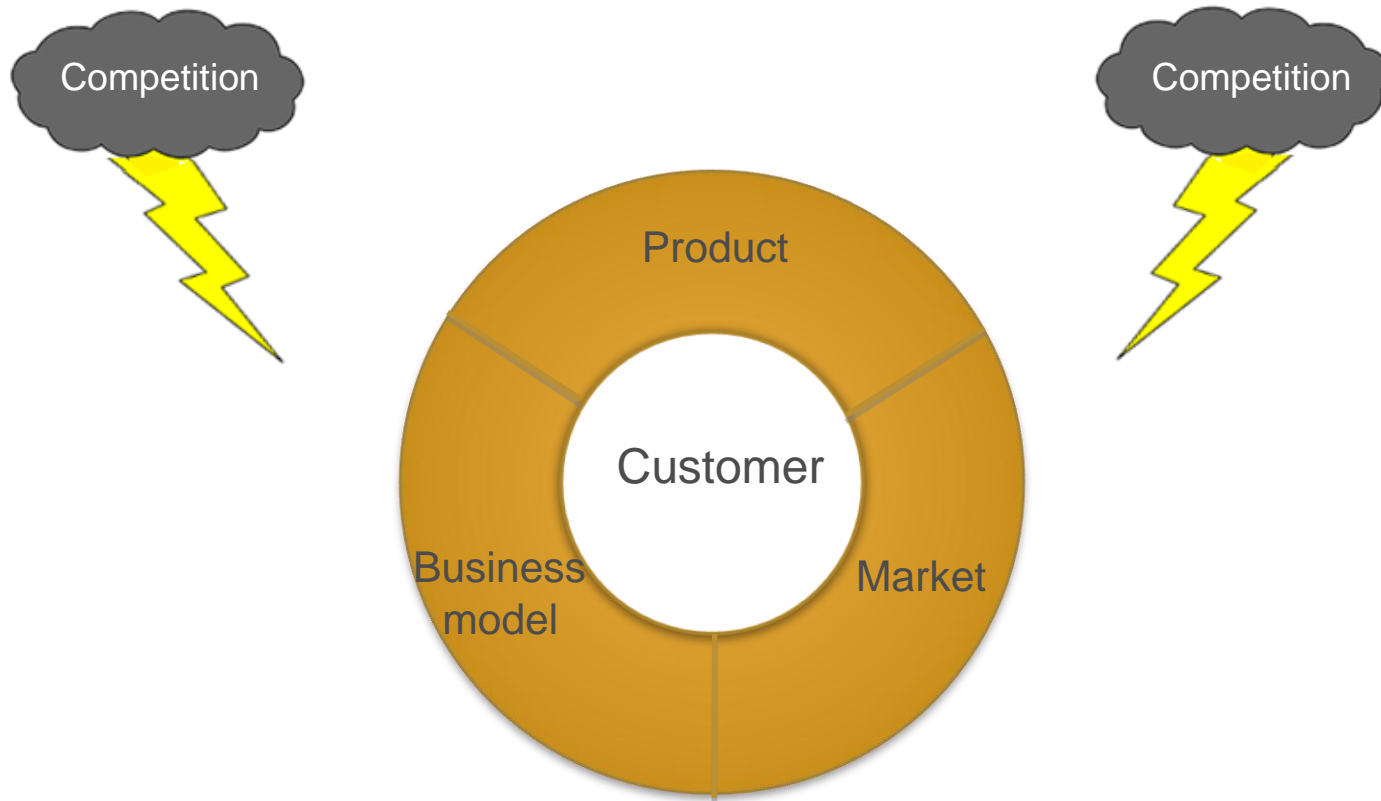 Competition
Competition
Product
Customer
Business
model
Market